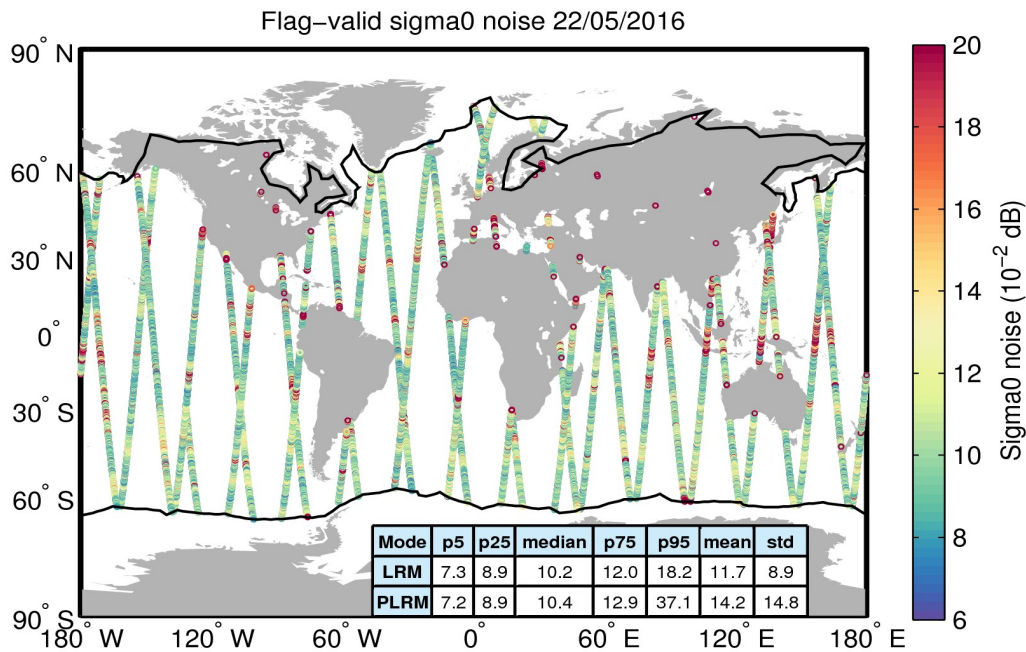 Flag−valid sigma0 noise 22/05/2016
90° N
60° N
30° N
0°
30° S
60° S
90° S
180° W
120° W
60° W
0°
60° E
120° E
180° E
20
18
16
14
12
10
8
6
Sigma0 noise (10⁻² dB)
Mode p5 p25 median p75 p95 mean std
LRM 7.3 8.9 10.2 12.0 18.2 11.7 8.9
PLRM 7.2 8.9 10.4 12.9 37.1 14.2 14.8